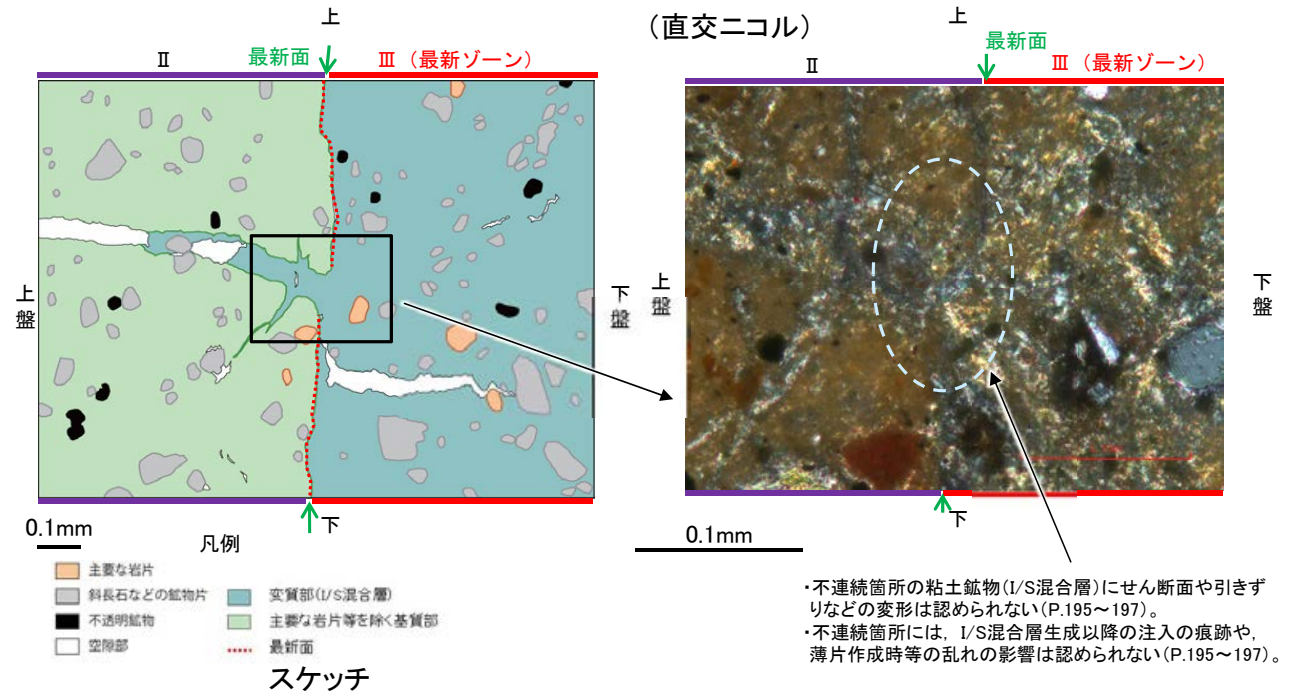 上
Ⅱ
最新面
Ⅲ（最新ゾーン）
上盤
下盤
下
0.1mm
凡例
主要な岩片
斜長石などの鉱物片
不透明鉱物
空隙部
変質部(I/S混合層)
主要な岩片等を除く基質部
最新面
スケッチ
（直交ニコル）
上
最新面
Ⅱ
Ⅲ（最新ゾーン）
上盤
下盤
下
0.1mm
・不連続箇所の粘土鉱物(I/S混合層)にせん断面や引きず
りなどの変形は認められない(P.195～197)。
・不連続箇所には，I/S混合層生成以降の注入の痕跡や，
薄片作成時等の乱れの影響は認められない(P.195～197)。